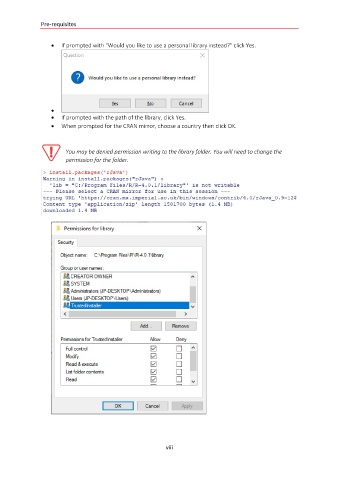 Pre-requisites
• If prompted with "Would you like to use a personal library instead?" click Yes.
Question
Would you like to use a personal library instead?
Yes No Cancel
•
• If prompted with the path of the library, click Yes.
• When prompted for the CRAN mirror, choose a country then click OK.
You may be denied permission writing to the library folder. You will need to change the
permission for the folder.
> install.packages('rJava')
Warning in install.packages("rJava") :
'lib = "C:/Program Files/R/R-4.0.1/library"' is not writable
--- Please select a CRAN mirror for use in this session ---
trying URL 'https://cran.ma.imperial.ac.uk/bin/windows/contrib/4.0/rJava_0.9-12
Content type 'application/zip' length 1501700 bytes (1.4 MB)
downloaded 1.4 MB
Permissions for library
Security
Object name: C:\Program Files\R\R-4.0.1\library
Group or user names:
CREATOR OWNER
SYSTEM
Administrators (JP-DESKTOP\Administrators)
Users (JP-DESKTOP\Users)
TrustedInstaller
Add... Remove
Permissions for TrustedInstaller Allow Deny
Full control
Modify
Read & execute
List folder contents
Read
OK Cancel Apply
viii